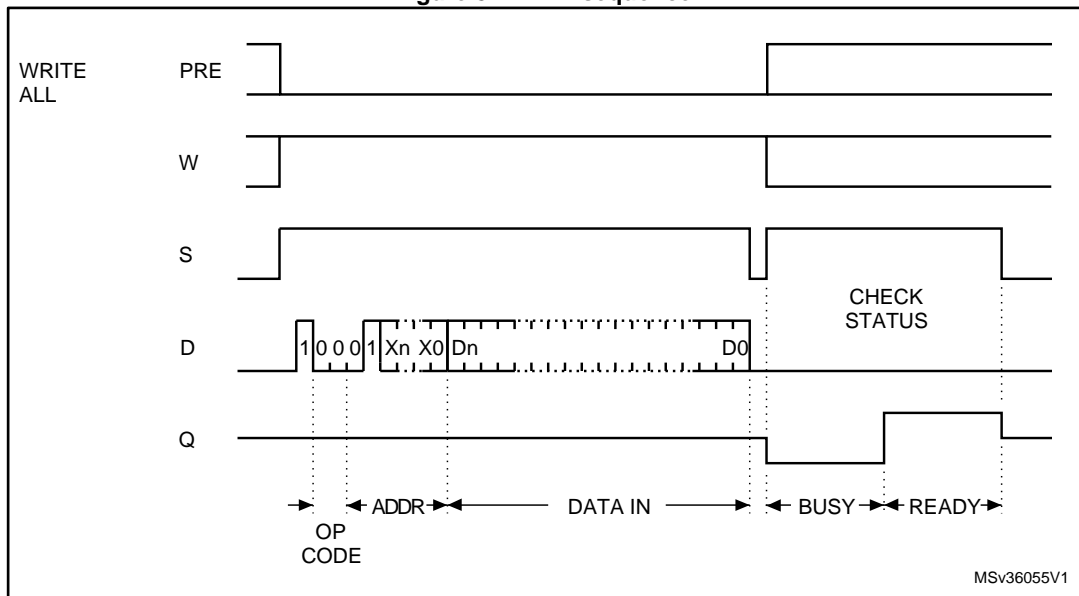 WRITE
ALL
PRE
W
S
CHECK
STATUS
D
1 0 0 0 1 Xn X0 Dn D0
Q
ADDR
DATA IN
BUSY
READY
OP
CODE
MSv36055V1